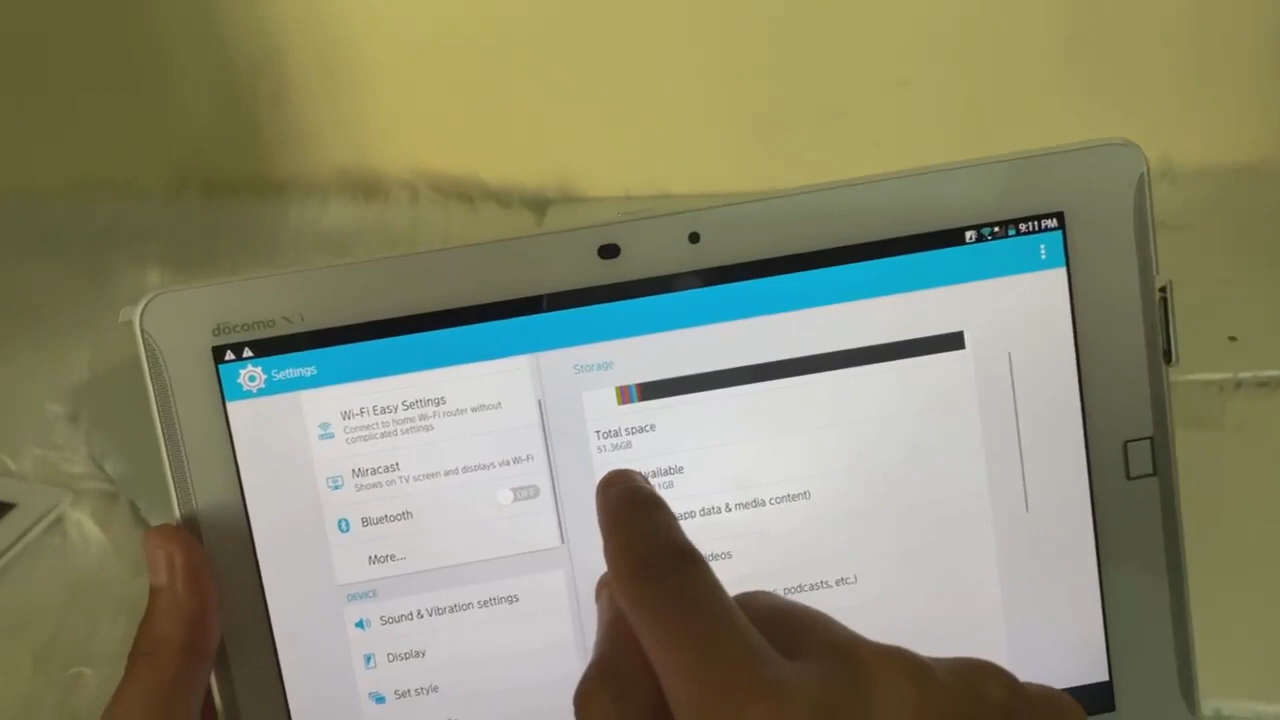 docomo Xi
9:11 PM
Settings
Wi-Fi Easy Settings
Connect to home Wi-Fi router without
complicated settings
Miracast
Shows on TV screen and displays via Wi-Fi
Bluetooth
OFF
More...
DEVICE
Sound & Vibration settings
Display
Set style
Storage
Total space
51.36GB
Available
1GB
(app data & media content)
podcasts, etc.)